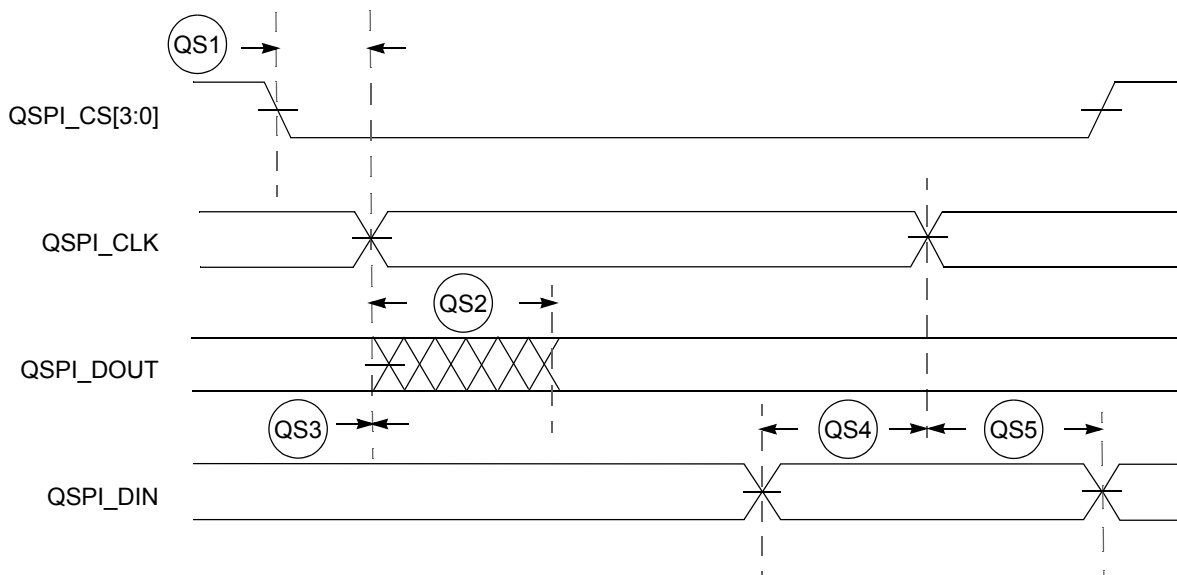 QS1
QSPI_CS[3:0]
QSPI_CLK
QS2
QSPI_DOUT
QS3
QS4
QS5
QSPI_DIN